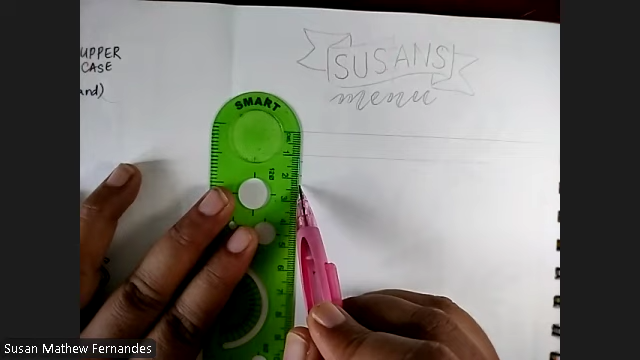 UPPER
CASE
and)
SUSANS
menu
SMART
Susan Mathew Fernandes